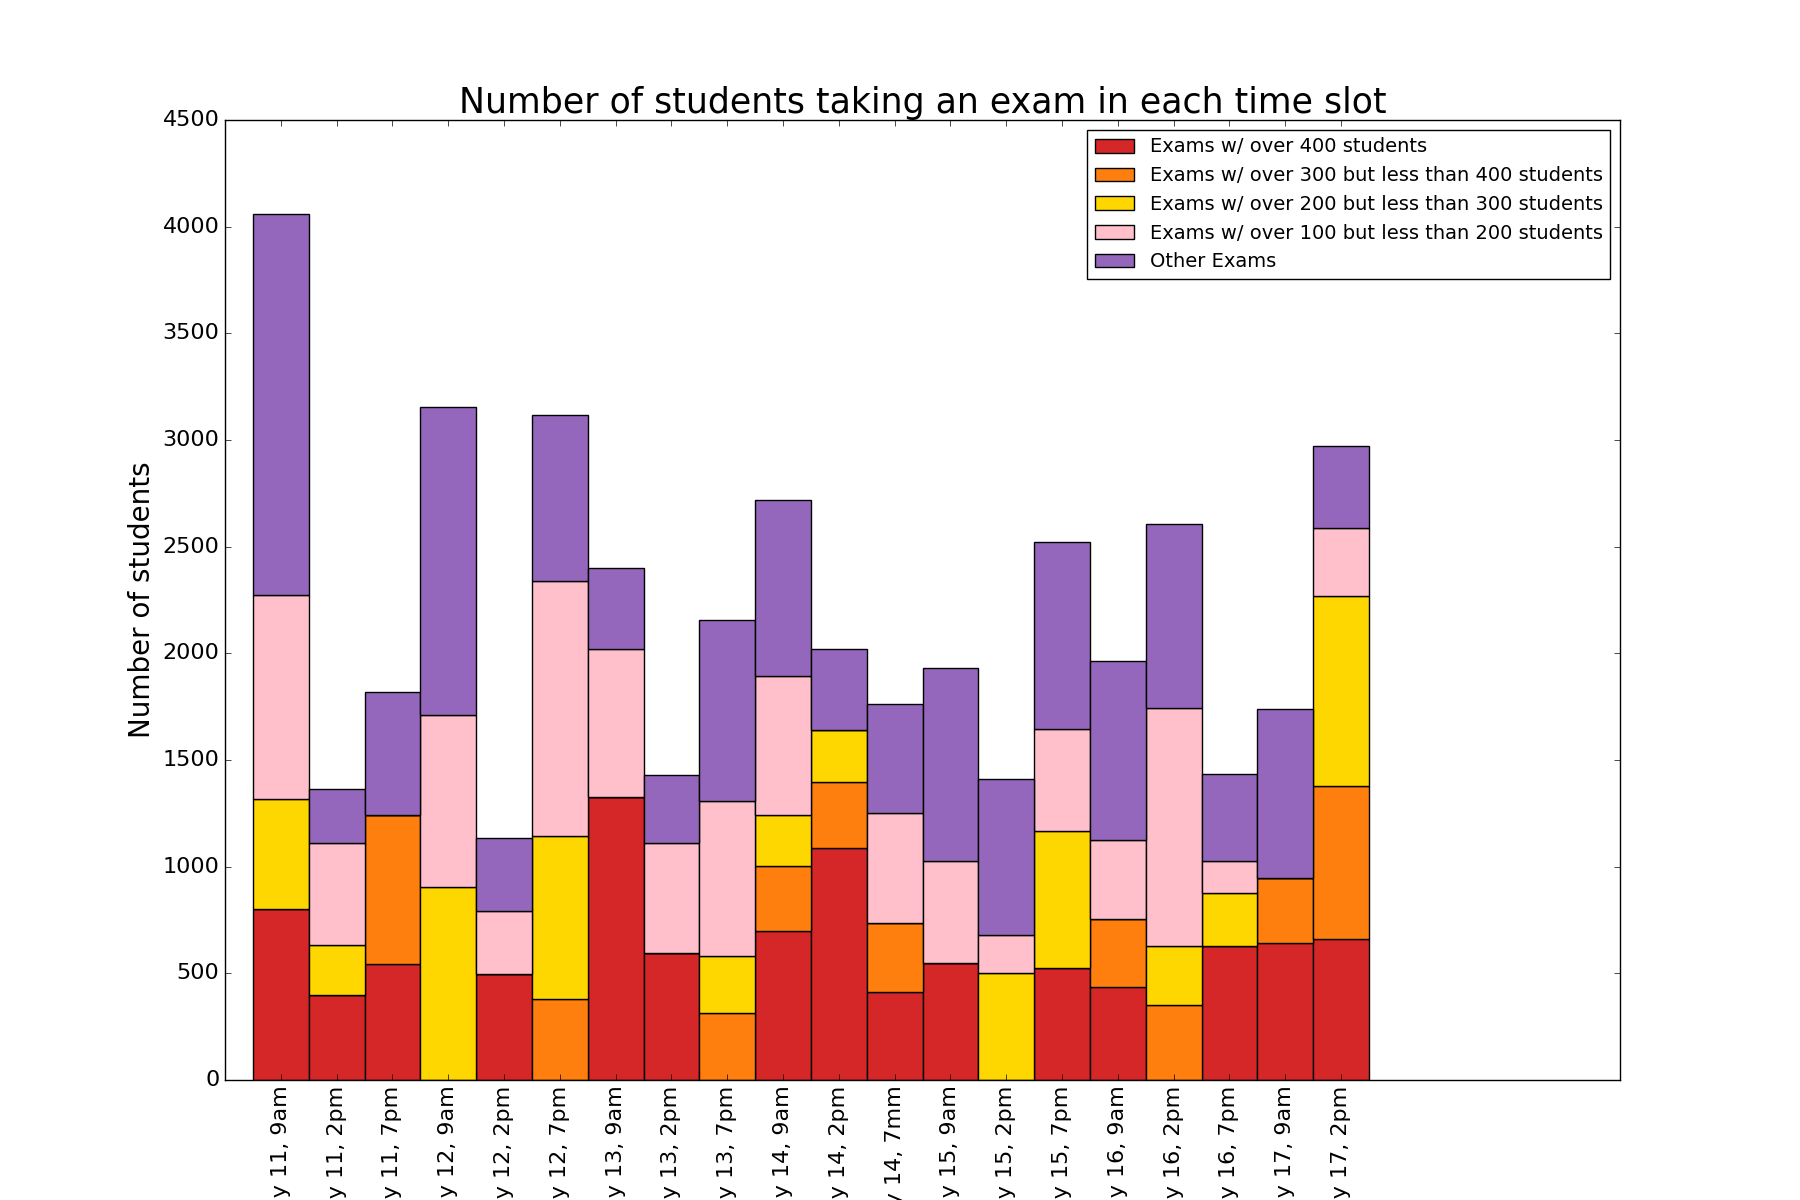 Number of students taking an exam in each time slot
Exams w/ over 400 students
Exams w/ over 300 but less than 400 students
Exams w/ over 200 but less than 300 students
Exams w/ over 100 but less than 200 students
Other Exams
Number of students
4500
4000
3500
3000
2500
2000
1500
1000
500
0
y 11, 9am
y 11, 2pm
y 11, 7pm
y 12, 9am
y 12, 2pm
y 12, 7pm
y 13, 9am
y 13, 2pm
y 13, 7pm
y 14, 9am
y 14, 2pm
y 14, 7mm
y 15, 9am
y 15, 2pm
y 15, 7pm
y 16, 9am
y 16, 2pm
y 16, 7pm
y 17, 9am
y 17, 2pm